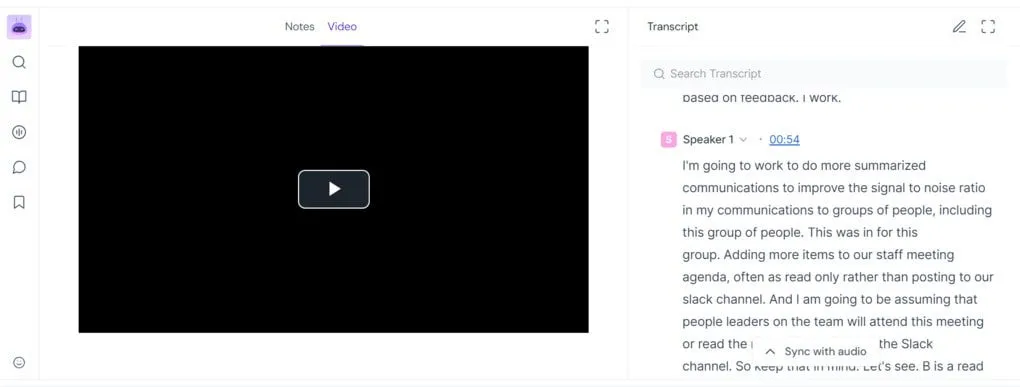 Notes Video
Transcript
Search Transcript
based on feedback. I work.
S Speaker 1 · 00:54
I'm going to work to do more summarized
communications to improve the signal to noise ratio
in my communications to groups of people, including
this group of people. This was in for this
group. Adding more items to our staff meeting
agenda, often as read only rather than posting to our
slack channel. And I am going to be assuming that
people leaders on the team will attend this meeting
or read the the Slack
Sync with audio
channel. So keep that in mind. Let's see. B is a read